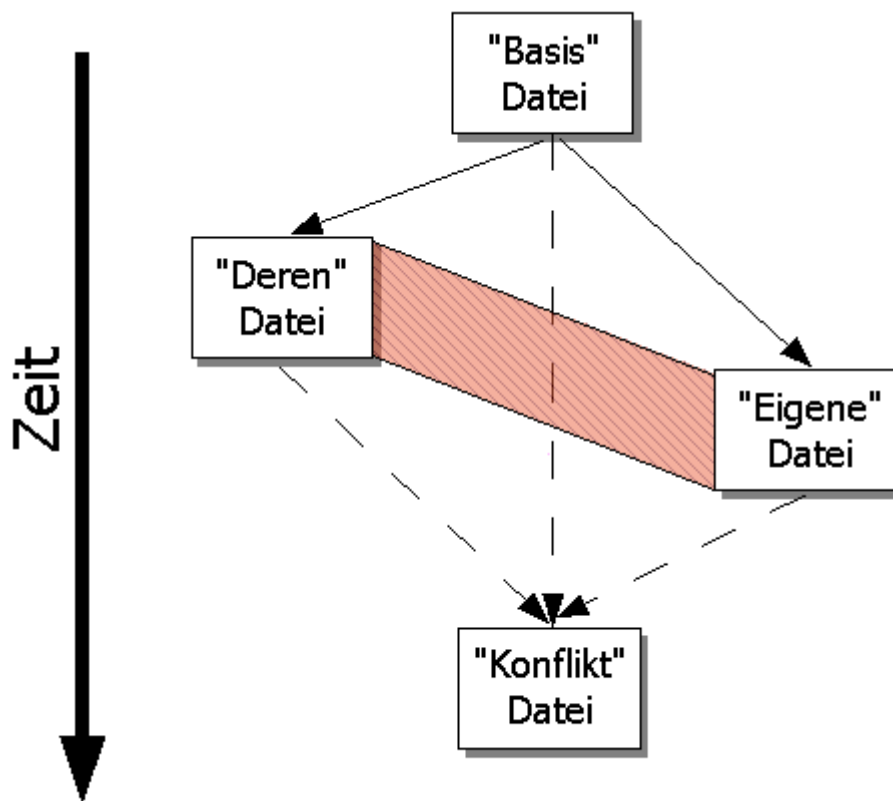 "Basis"
Datei
"Deren"
Datei
Zeit
"Eigene"
Datei
"Konflikt"
Datei